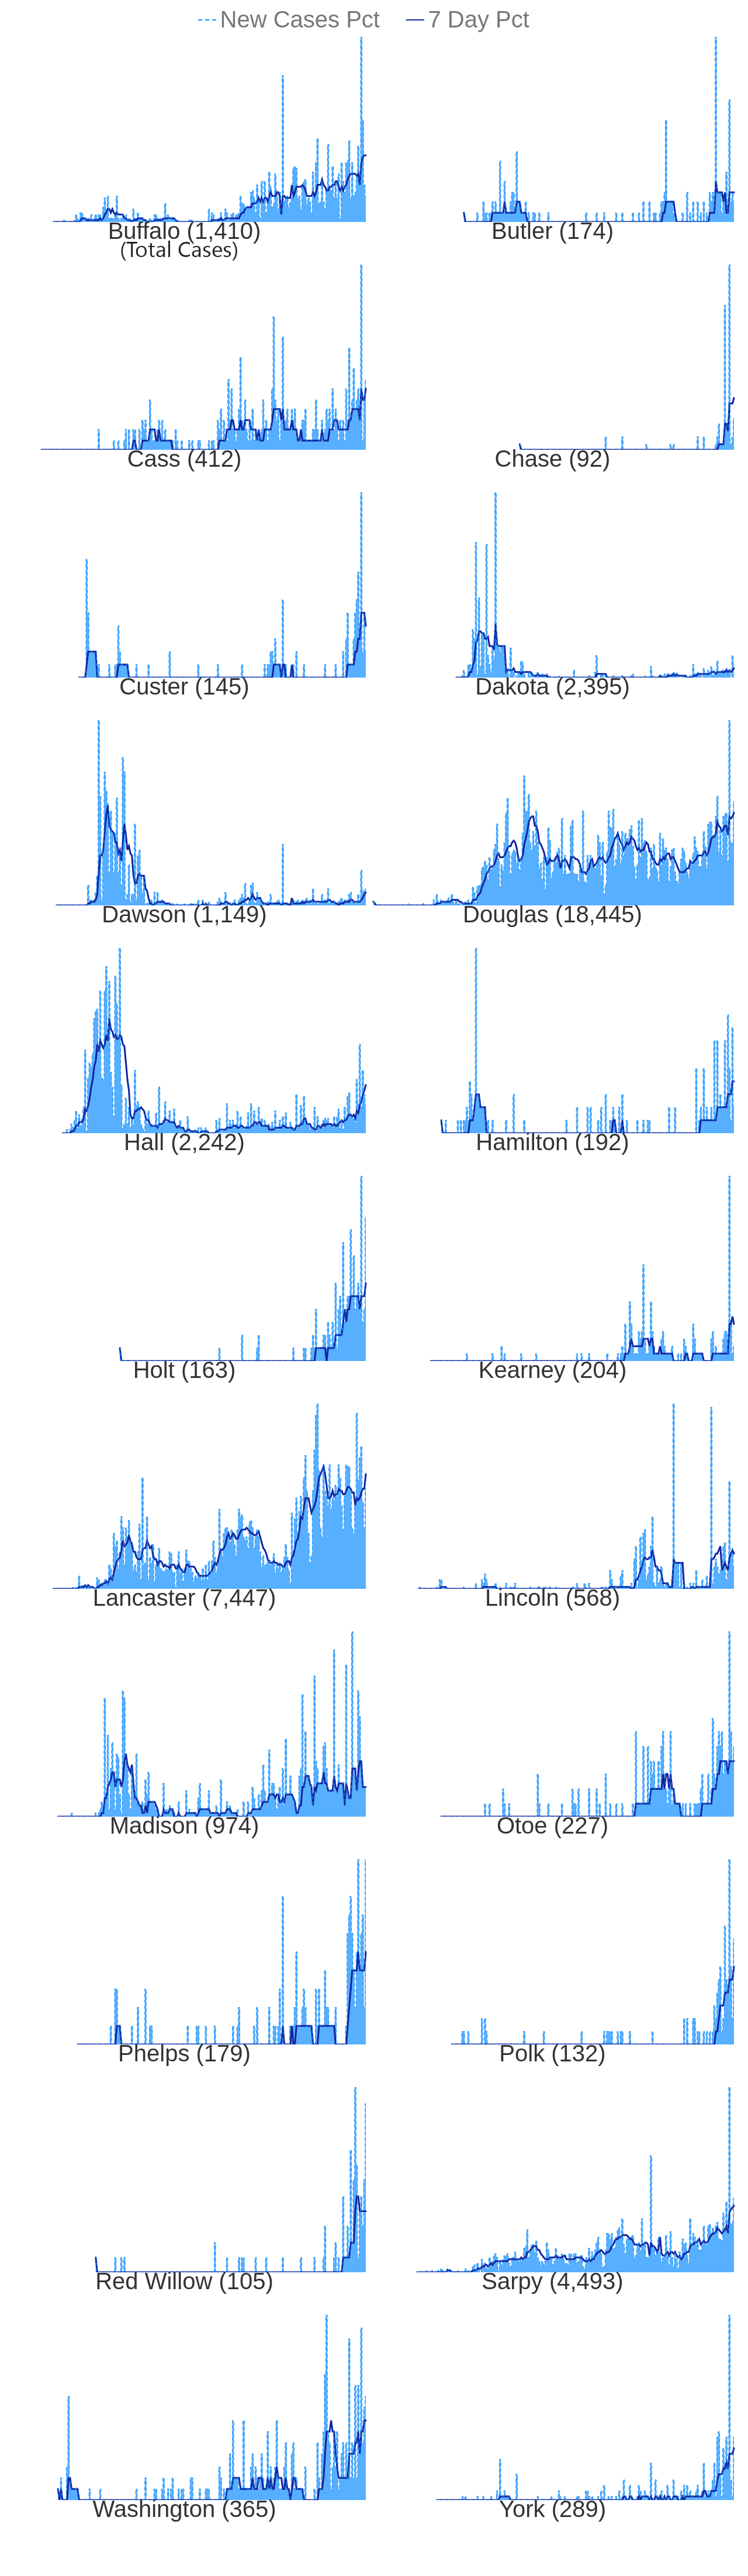 New Cases Pct 7 Day Pct
Buffalo (1,410) Butler (174)
(Total Cases)
Cass (412) Chase (92)
Custer (145) Dakota (2,395)
Dawson (1,149) Douglas (18,445)
Hall (2,242) Hamilton (192)
Holt (163) Kearney (204)
Lancaster (7,447) Lincoln (568)
Madison (974) Otoe (227)
Phelps (179) Polk (132)
Red Willow (105) Sarpy (4,493)
Washington (365) York (289)